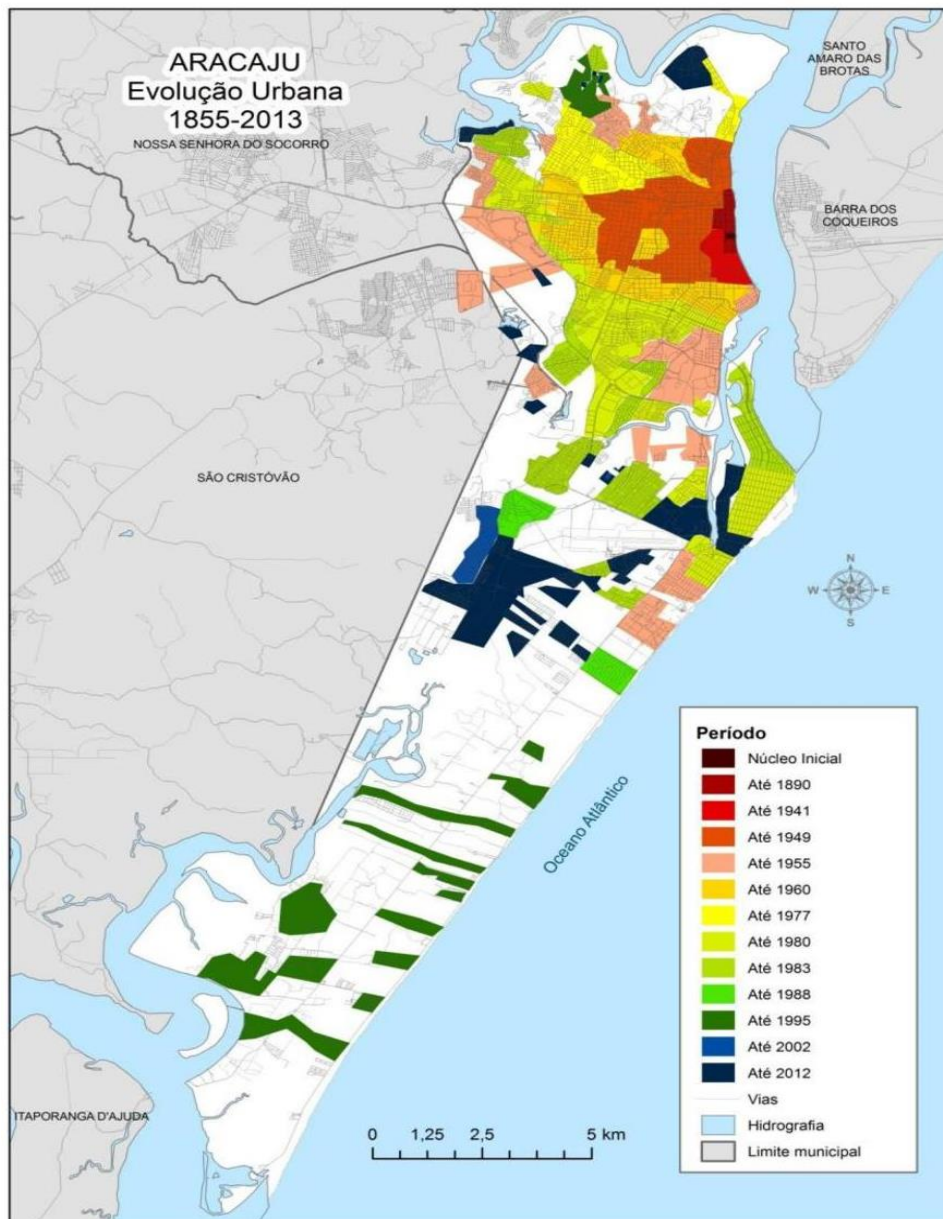 ARACAJU
Evolução Urbana
1855-2013
NOSSA SENHORA DO SOCORRO
SANTO
AMARO DAS
BROTAS
BARRA DOS
COQUEIROS
SÃO CRISTÓVÃO
N
W
E
S
Oceano Atlântico
ITAPORANGA D'AJUDA
0
1,25
2,5
5 km
Período
Núcleo Inicial
Até 1890
Até 1941
Até 1949
Até 1955
Até 1960
Até 1977
Até 1980
Até 1983
Até 1988
Até 1995
Até 2002
Até 2012
Vias
Hidrografia
Limite municipal